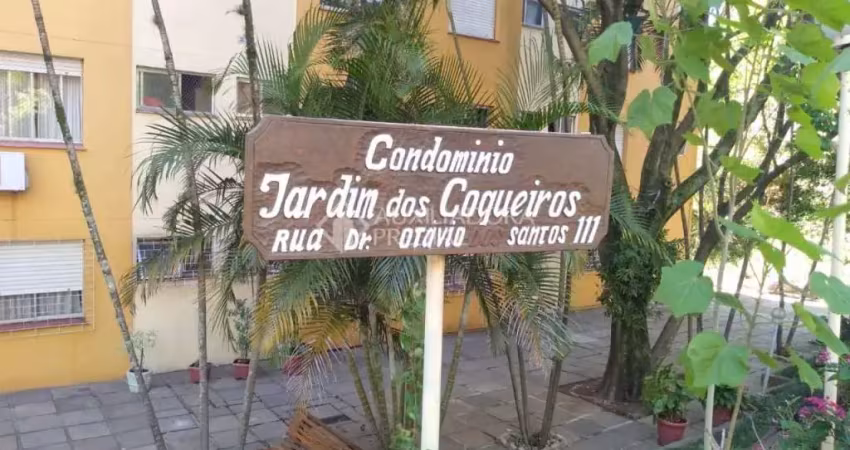 Condominio
Jardim dos Coqueiros
Rua Dr. Otavio Santos 111